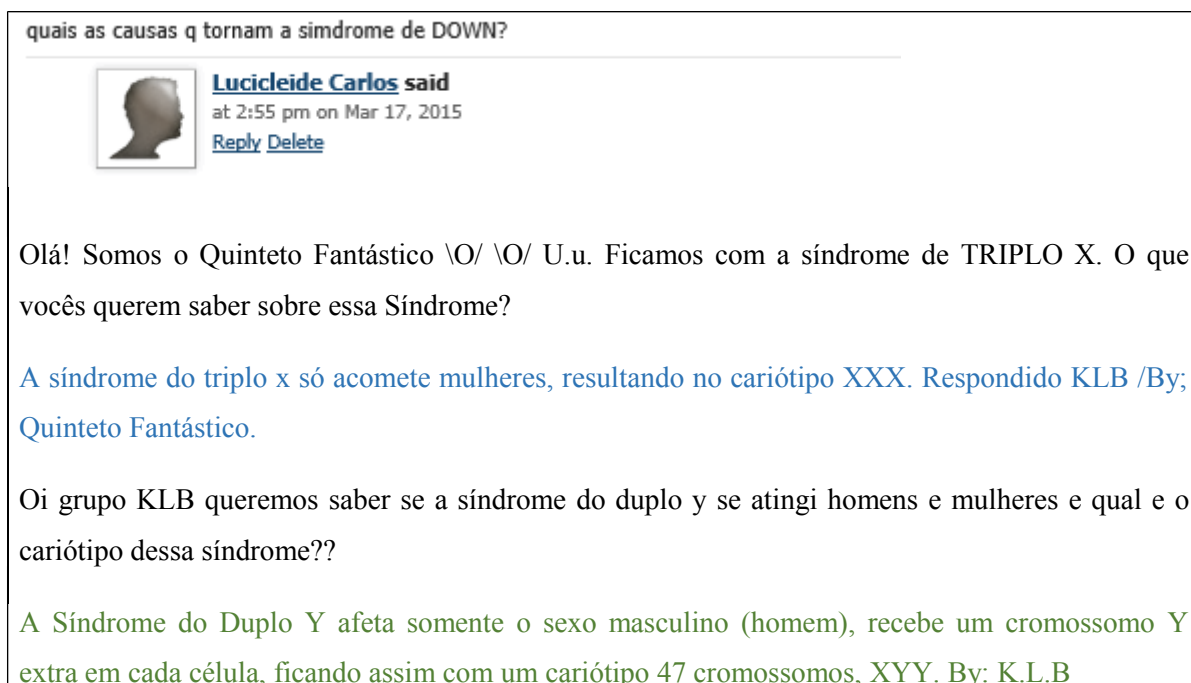 quais as causas q tornam a simdrome de DOWN?
Lucicleide Carlos said
at 2:55 pm on Mar 17, 2015
Reply Delete
Olá! Somos o Quinteto Fantástico \O/ \O/ U.u. Ficamos com a síndrome de TRIPLO X. O que
vocês querem saber sobre essa Síndrome?
A síndrome do triplo x só acomete mulheres, resultando no cariótipo XXX. Respondido KLB /By;
Quinteto Fantástico.
Oi grupo KLB queremos saber se a síndrome do duplo y se atingi homens e mulheres e qual e o
cariótipo dessa síndrome??
A Síndrome do Duplo Y afeta somente o sexo masculino (homem), recebe um cromossomo Y
extra em cada célula, ficando assim com um cariótipo 47 cromossomos, XYY. By: K.L.B